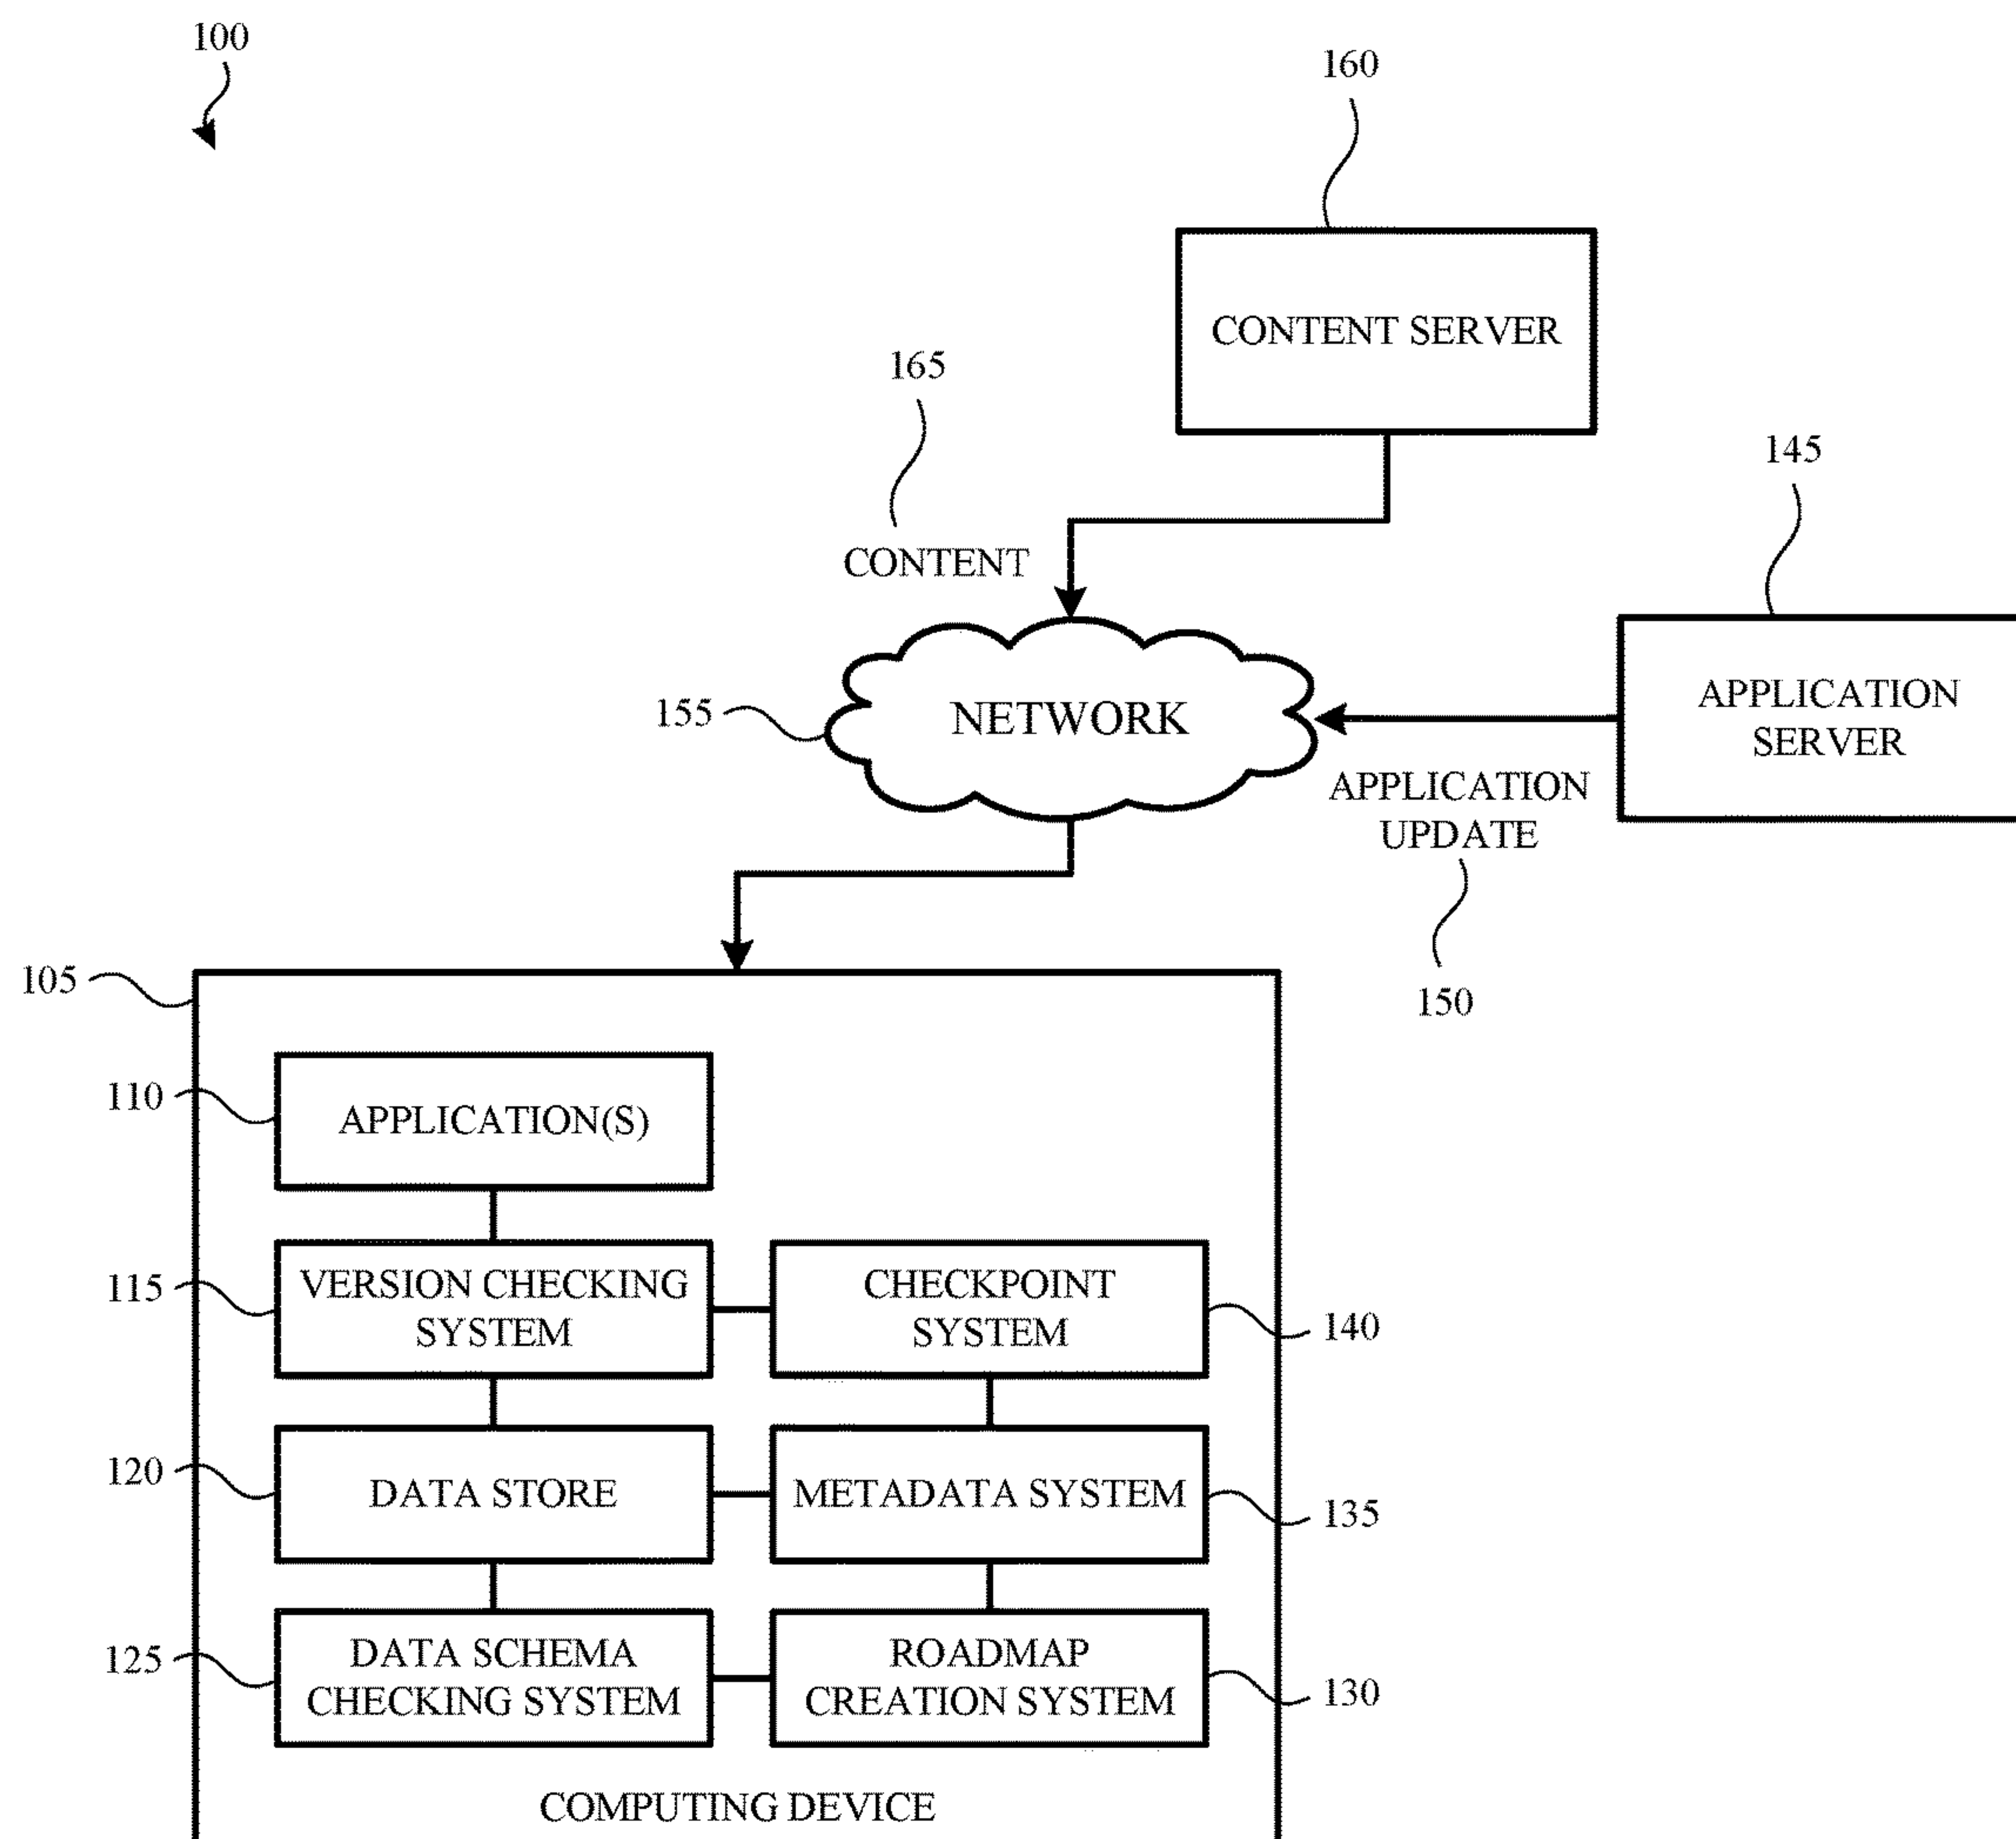 100
160
CONTENT SERVER
165
145
CONTENT
155
NETWORK
APPLICATION
SERVER
APPLICATION
UPDATE
105
150
110
APPLICATION(S)
115
VERSION CHECKING
SYSTEM
CHECKPOINT
SYSTEM
140
120
DATA STORE
METADATA SYSTEM
135
125
DATA SCHEMA
CHECKING SYSTEM
ROADMAP
CREATION SYSTEM
130
COMPUTING DEVICE